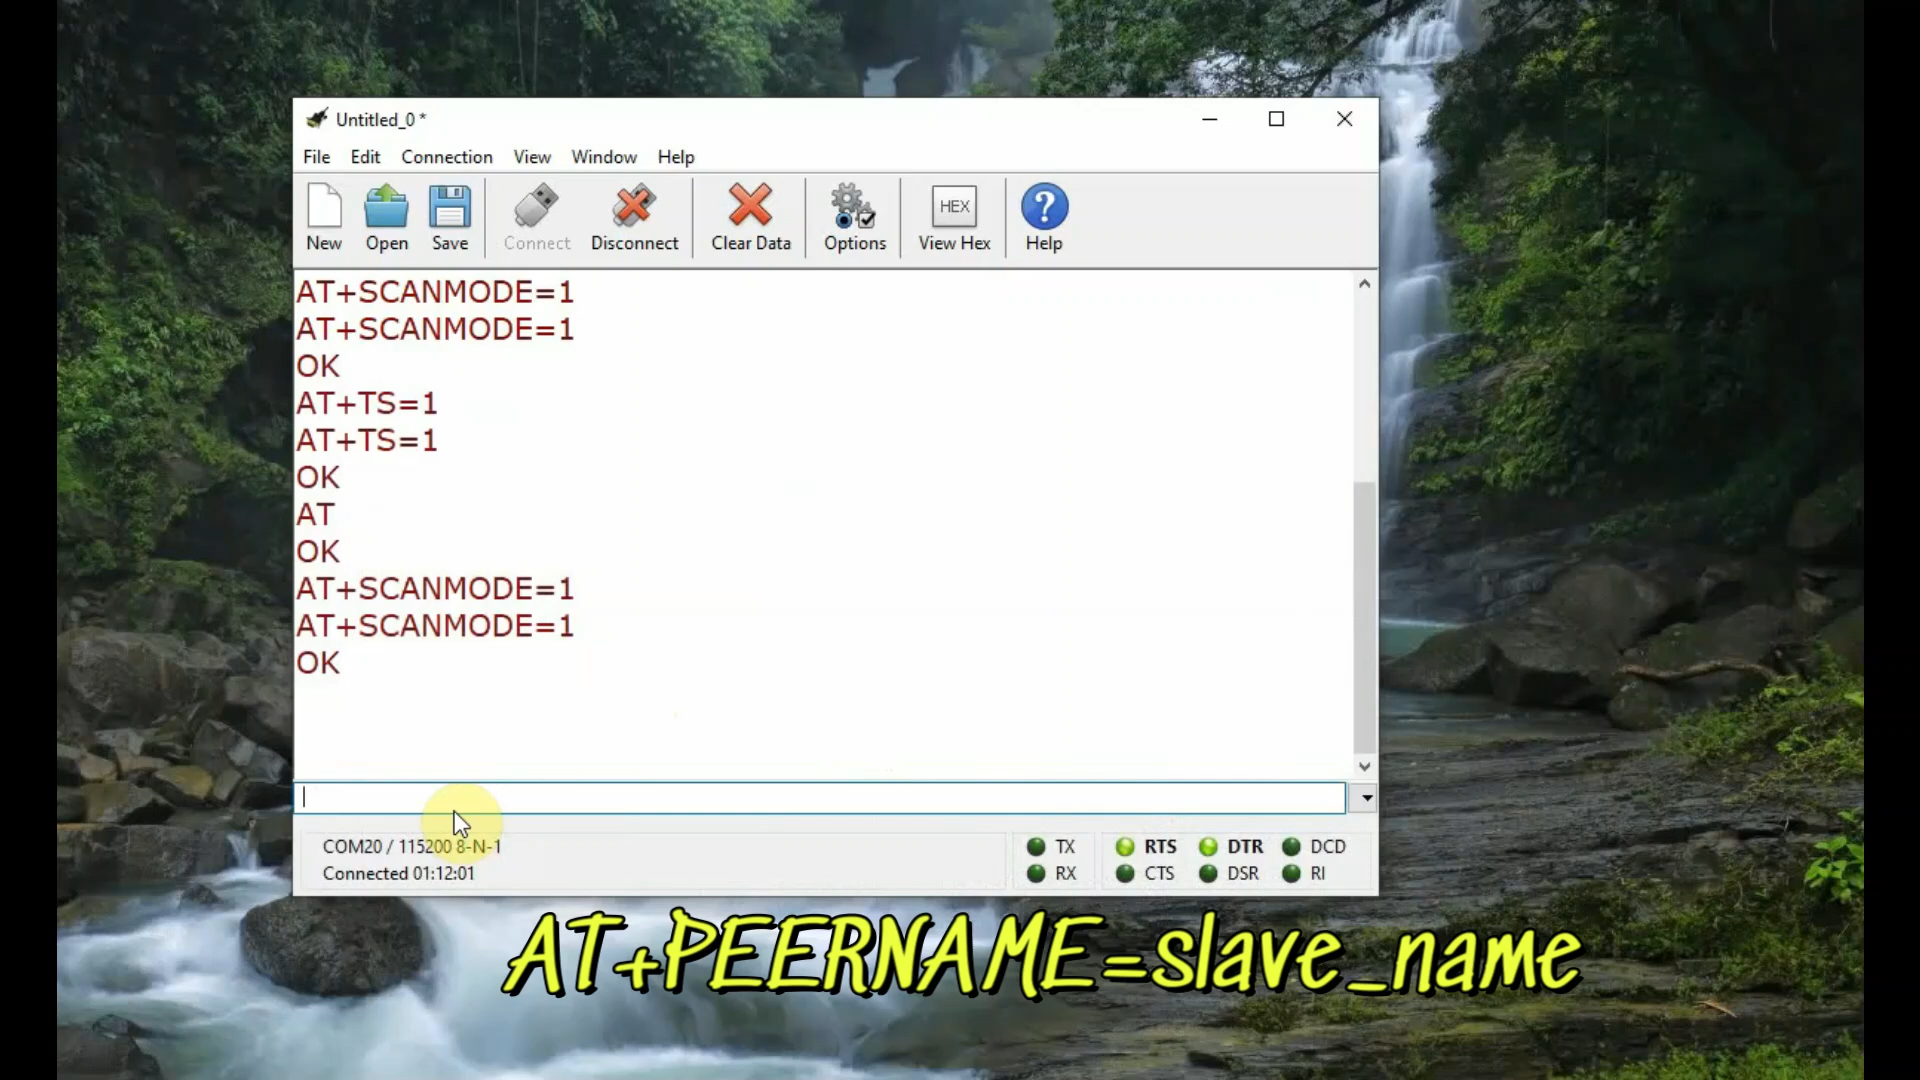 Untitled_0 *
File Edit Connection View Window Help
HEX
New Open Save Connect Disconnect Clear Data Options View Hex Help
AT+SCANMODE=1
AT+SCANMODE=1
OK
AT+TS=1
AT+TS=1
OK
AT
OK
AT+SCANMODE=1
AT+SCANMODE=1
OK
COM20 / 115200 8-N-1 TX RTS DTR DCD
Connected 01:12:01 RX CTS DSR RI
AT+PEERNAME=slave_name